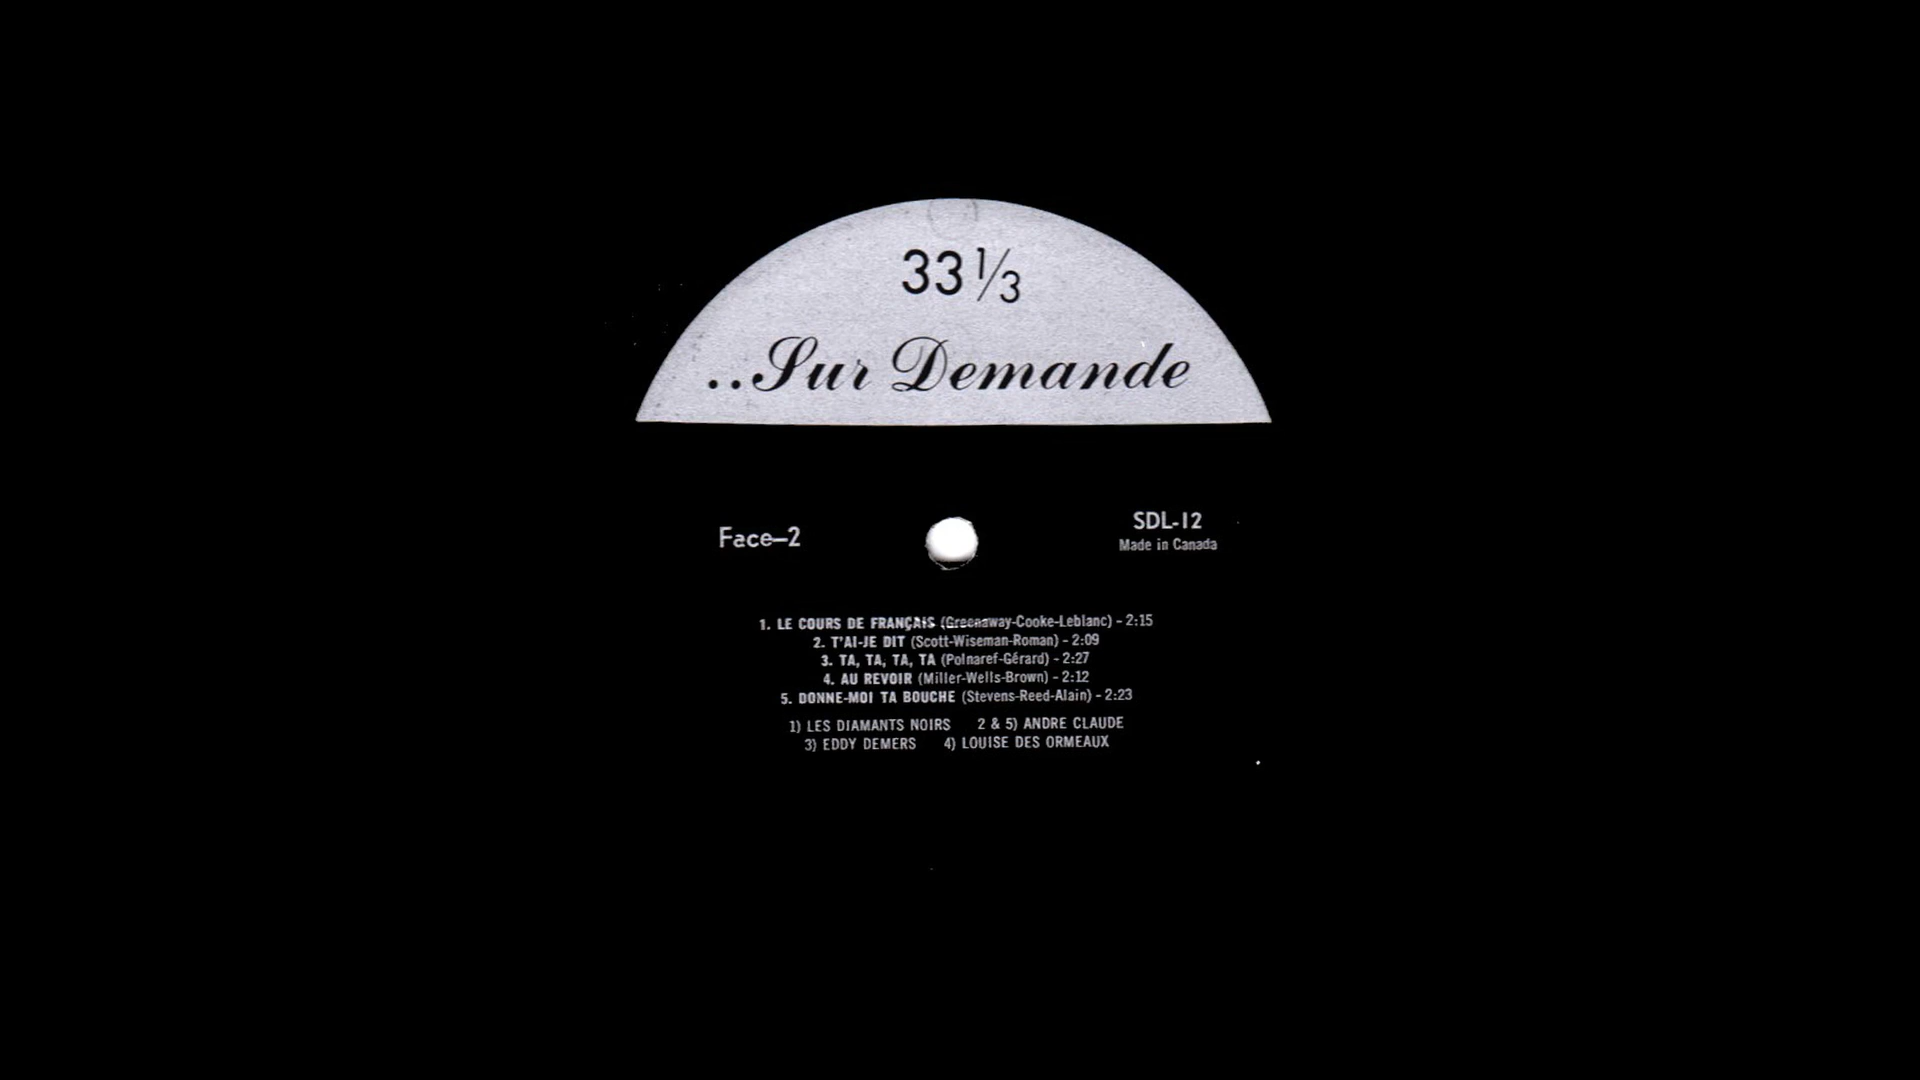 33 1/3
..Sur Demande
Face–2
SDL-12
Made in Canada
1. LE COURS DE FRANÇAIS (Greenaway-Cooke-Leblanc) – 2:15
2. T'AI-JE DIT (Scott-Wiseman-Roman) – 2:09
3. TA, TA, TA, TA (Polnaref-Gérard) – 2:27
4. AU REVOIR (Miller-Wells-Brown) – 2:12
5. DONNE-MOI TA BOUCHE (Stevens-Reed-Alain) – 2:23
1) LES DIAMANTS NOIRS 2 & 5) ANDRE CLAUDE
3) EDDY DEMERS 4) LOUISE DES ORMEAUX